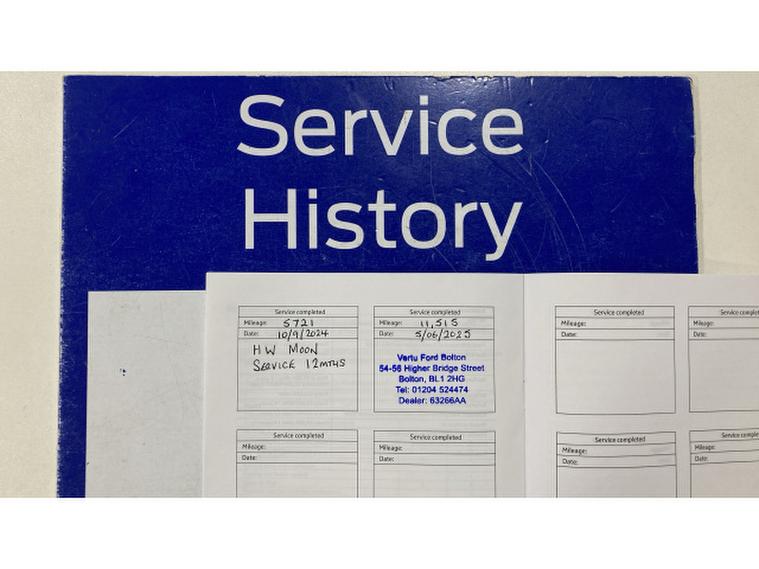 Service
History
Service completed
Mileage: 5721
Date: 10/9/2024
HW MOON
SERVICE 12MTHS
Service completed
Mileage: 11,515
Date: 5/06/2025
Vertu Ford Bolton
54-56 Higher Bridge Street
Bolton, BL1 2HG
Tel: 01204 524474
Dealer: 63266AA
Service completed
Mileage:
Date:
Service comple
Mileage:
Date:
Service completed
Mileage:
Date:
Service completed
Mileage:
Date:
Service completed
Mileage:
Date:
Service comple
Mileage:
Date: